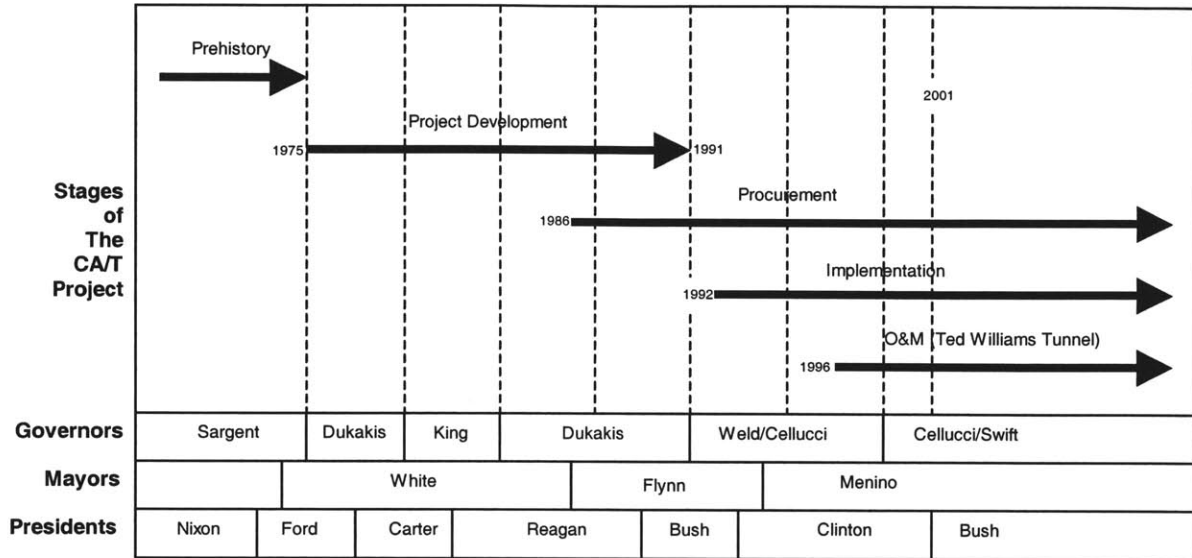 Prehistory
2001
Project Development
1975
1991
Stages
of
The
CA/T
Project
Procurement
1986
Implementation
1992
O&M (Ted Williams Tunnel)
1996
Governors Sargent Dukakis King Dukakis Weld/Cellucci Cellucci/Swift
Mayors White Flynn Menino
Presidents Nixon Ford Carter Reagan Bush Clinton Bush